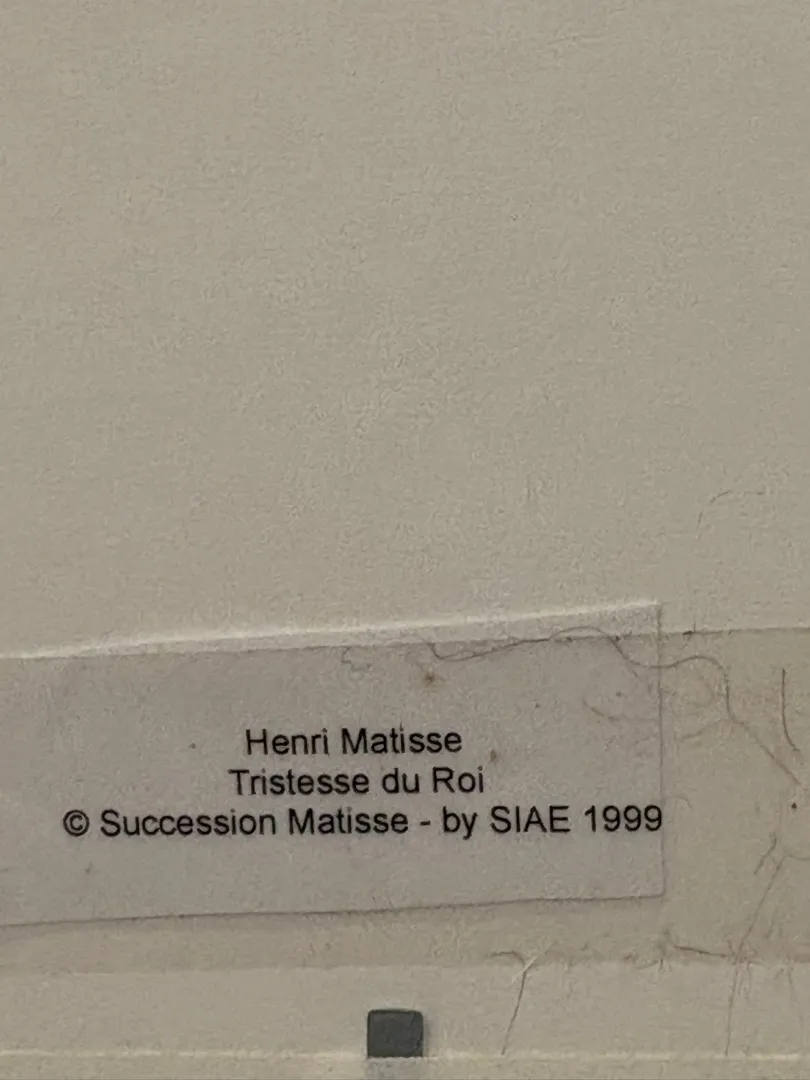 Henri Matisse
Tristesse du Roi
© Succession Matisse - by SIAE 1999